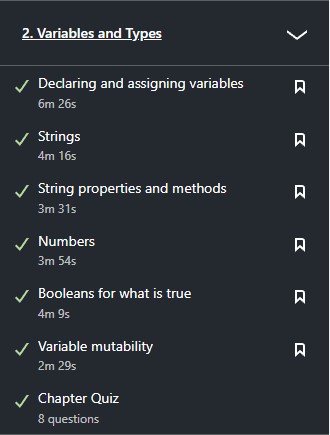 2. Variables and Types
Declaring and assigning variables
6m 26s
Strings
4m 16s
String properties and methods
3m 31s
Numbers
3m 54s
Booleans for what is true
4m 9s
Variable mutability
2m 29s
Chapter Quiz
8 questions